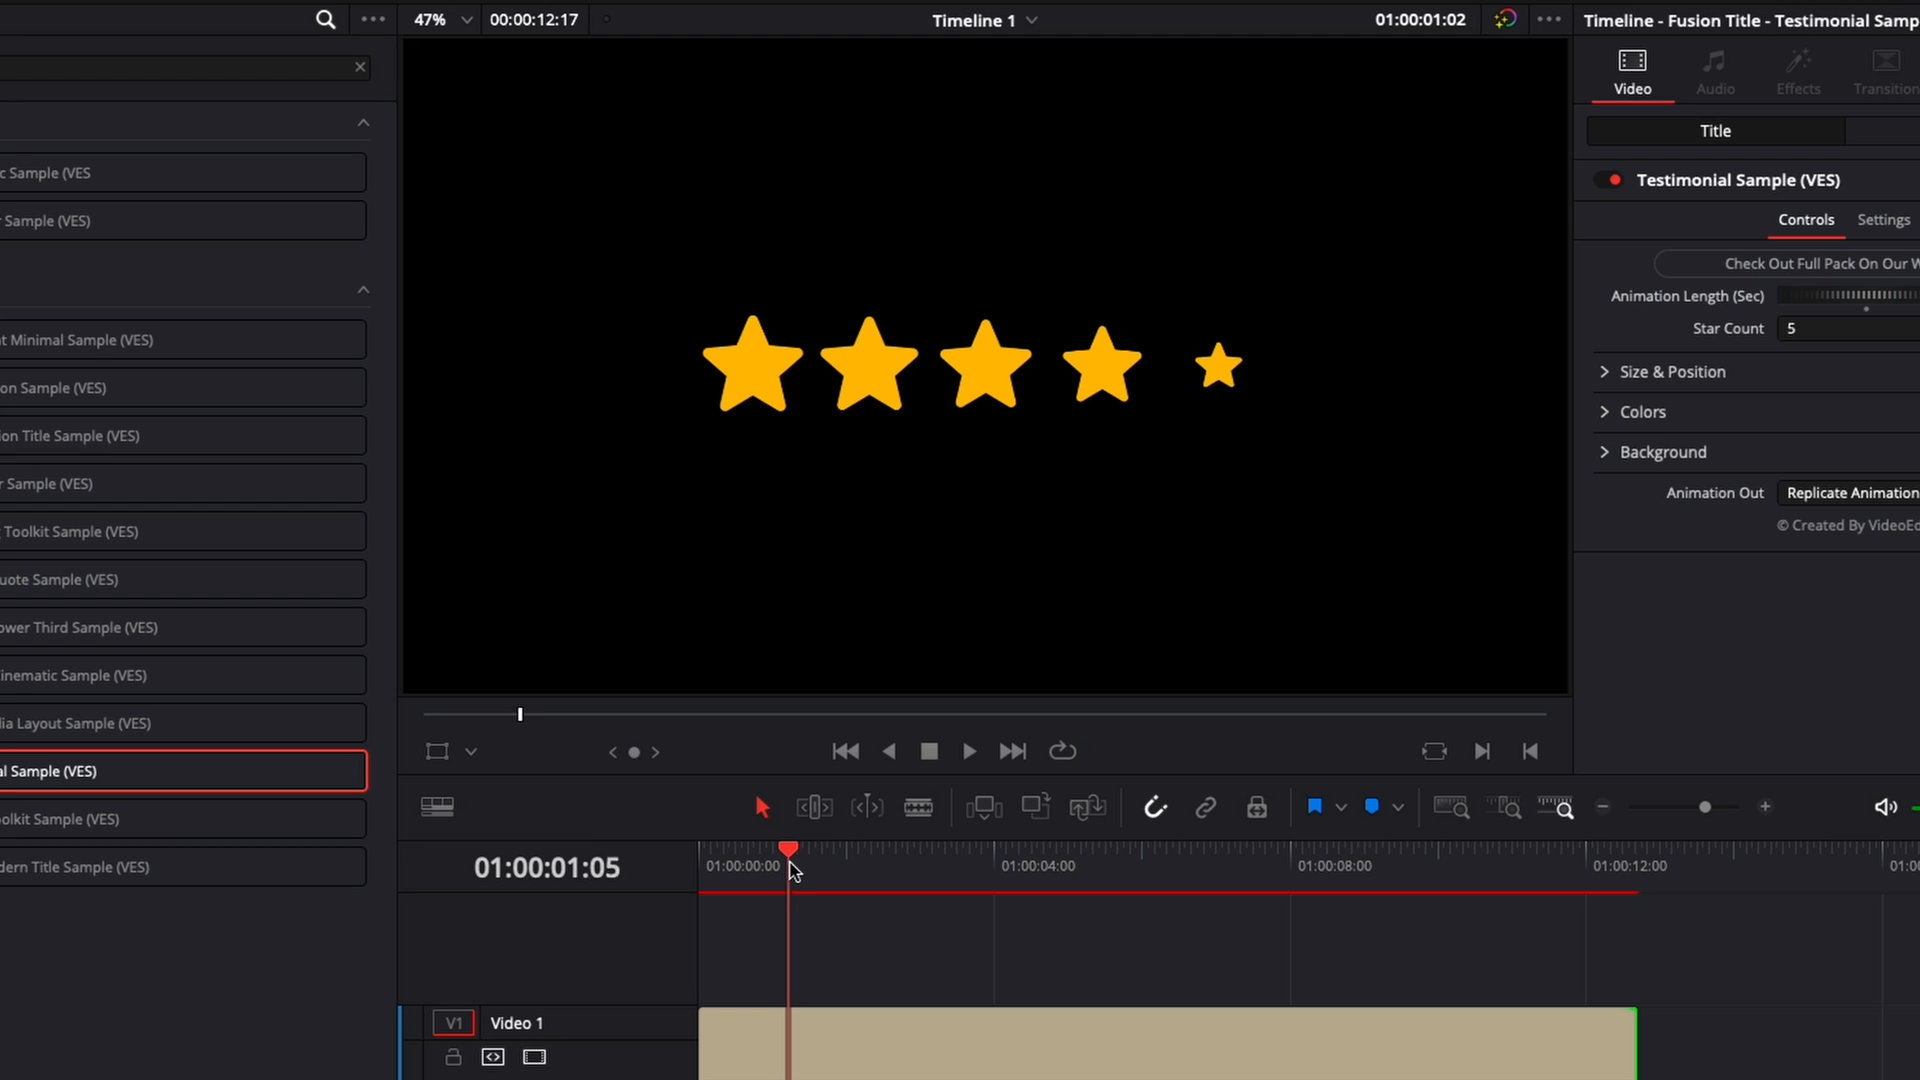 47%
00:00:12:17
Timeline 1
01:00:01:02
Timeline - Fusion Title - Testimonial Samp
Video
Audio
Effects
Transition
Title
Testimonial Sample (VES)
Controls
Settings
Check Out Full Pack On Our W
Animation Length (Sec)
Star Count
5
Size & Position
Colors
Background
Animation Out
Replicate Animation
© Created By VideoEd
c Sample (VES
r Sample (VES)
t Minimal Sample (VES)
on Sample (VES)
ion Title Sample (VES)
r Sample (VES)
Toolkit Sample (VES)
uote Sample (VES)
ower Third Sample (VES)
inematic Sample (VES)
ia Layout Sample (VES)
al Sample (VES)
olkit Sample (VES)
dern Title Sample (VES)
01:00:01:05
01:00:00:00
01:00:04:00
01:00:08:00
01:00:12:00
01:0
V1
Video 1